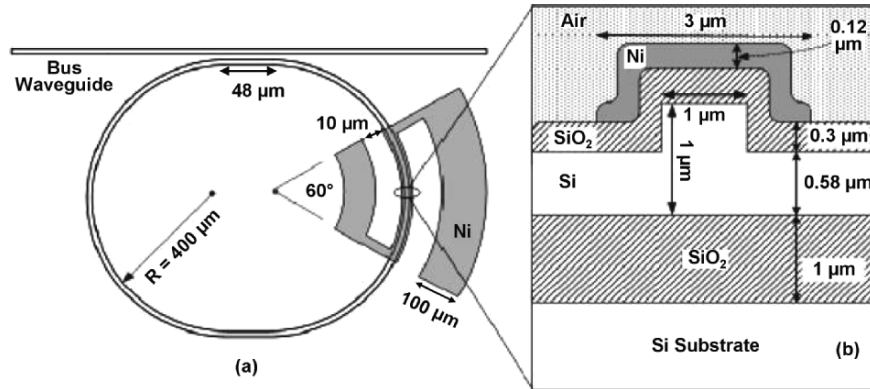 Bus
Waveguide
48 µm
10 µm
60°
R = 400 µm
Ni
100 µm
(a)
Air
3 µm
0.12
µm
Ni
1 µm
1 µm
SiO₂
0.3 µm
Si
0.58 µm
SiO₂
1 µm
Si Substrate
(b)